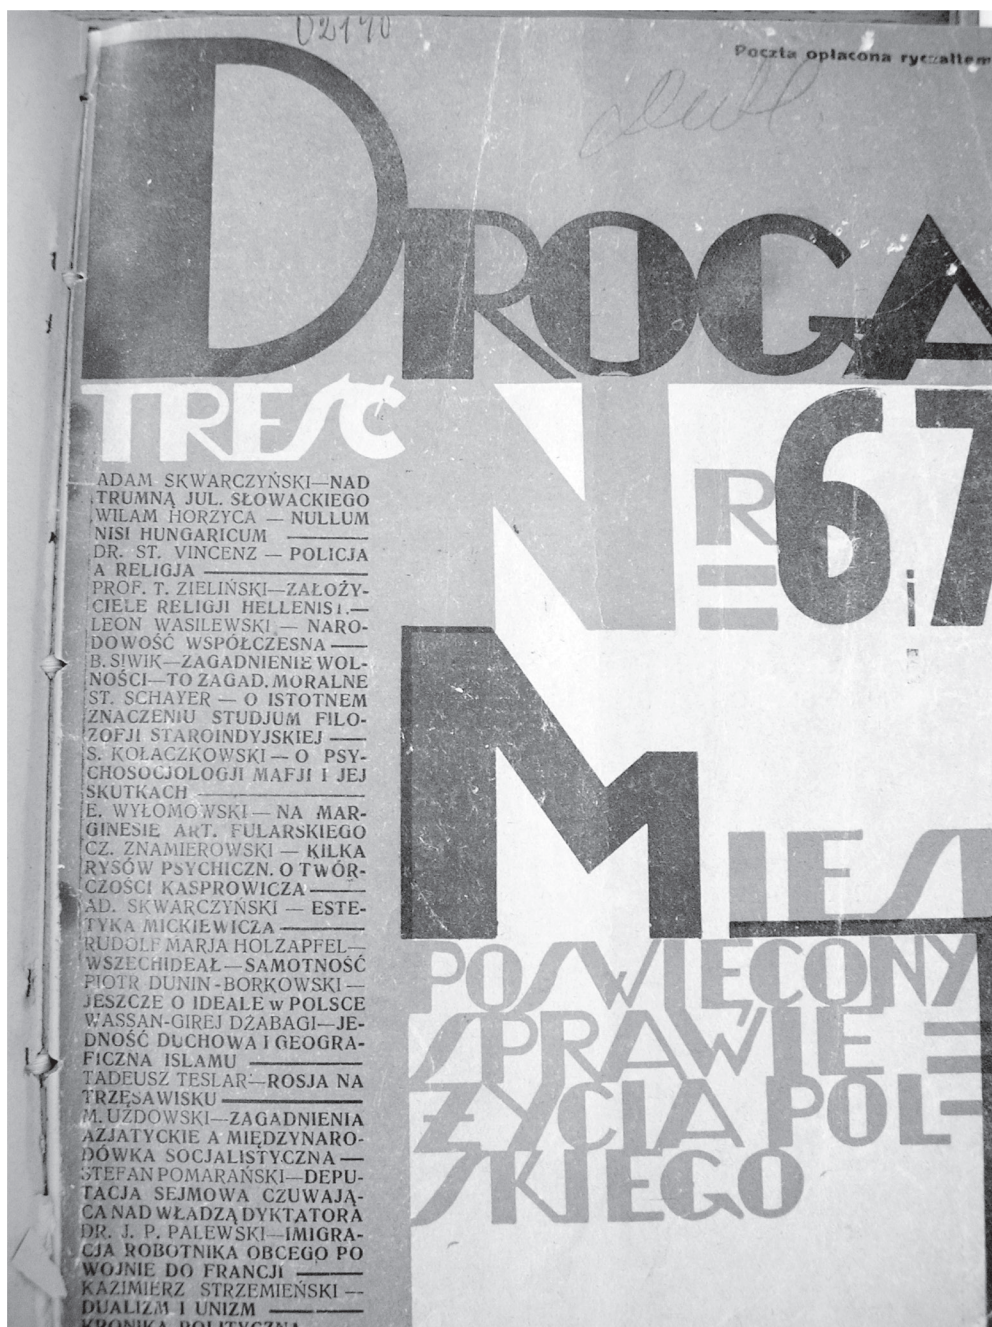 02190
Poczta opłacona ryczałtem
DROGA
TREŚĆ
NR 6 i 7
ADAM SKWARCZYŃSKI—NAD
TRUMNĄ JUL. SŁOWACKIEGO
WILAM HORZYCA — NULLUM
NISI HUNGARICUM —
DR. ST. VINCENZ — POLICJA
A RELIGJA —
PROF. T. ZIELIŃSKI—ZAŁOŻY-
CIELE RELIGJI HELLENIST.—
LEON WASILEWSKI — NARO-
DOWOŚĆ WSPÓŁCZESNA —
B. SIWIK—ZAGADNIENIE WOL-
NOŚCI—TO ZAGAD. MORALNE
ST. SCHAYER — O ISTOTNEM
ZNACZENIU STUDJUM FILO-
ZOFJI STAROINDYJSKIEJ —
S. KOŁACZKOWSKI — O PSY-
CHOSOCJOLOGJI MAFJI I JEJ
SKUTKACH —
E. WYŁOMOWSKI — NA MAR-
GINESIE ART. FULARSKIEGO
CZ. ZNAMIEROWSKI — KILKA
RYSÓW PSYCHICZN. O TWÓR-
CZOŚCI KASPROWICZA —
AD. SKWARCZYŃSKI — ESTE-
TYKA MICKIEWICZA —
RUDOLF MARJA HOLZAPFEL—
WSZECHIDEAŁ—SAMOTNOŚĆ
PIOTR DUNIN-BORKOWSKI —
JESZCZE O IDEALE w POLSCE
WASSAN-GIREJ DŻABAGI—JE-
DNOŚĆ DUCHOWA I GEOGRA-
FICZNA ISLAMU —
TADEUSZ TESLAR—ROSJA NA
TRZĘSAWISKU —
M. UŹDOWSKI—ZAGADNIENIA
AZJATYCKIE A MIĘDZYNARO-
DÓWKA SOCJALISTYCZNA —
STEFAN POMARAŃSKI—DEPU-
TACJA SEJMOWA CZUWAJĄ-
CA NAD WŁADZĄ DYKTATORA
DR. J. P. PALEWSKI—IMIGRA-
CJA ROBOTNIKA OBCEGO PO
WOJNIE DO FRANCJI —
KAZIMIERZ STRZEMIEŃSKI —
DUALIZM I UNIZM —
KRONIKA POLITYCZNA
MIES
POŚWIĘCONY
SPRAWIE
ŻYCIA POL-
SKIEGO